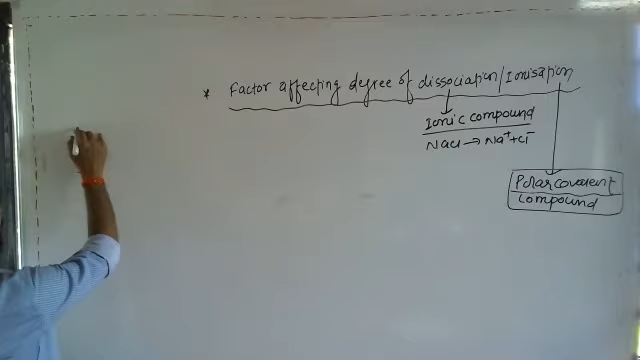 * Factor affecting degree of dissociation/Ionisation
Ionic compound
NaCl → Na⁺ + Cl⁻
Polar covalent
compound